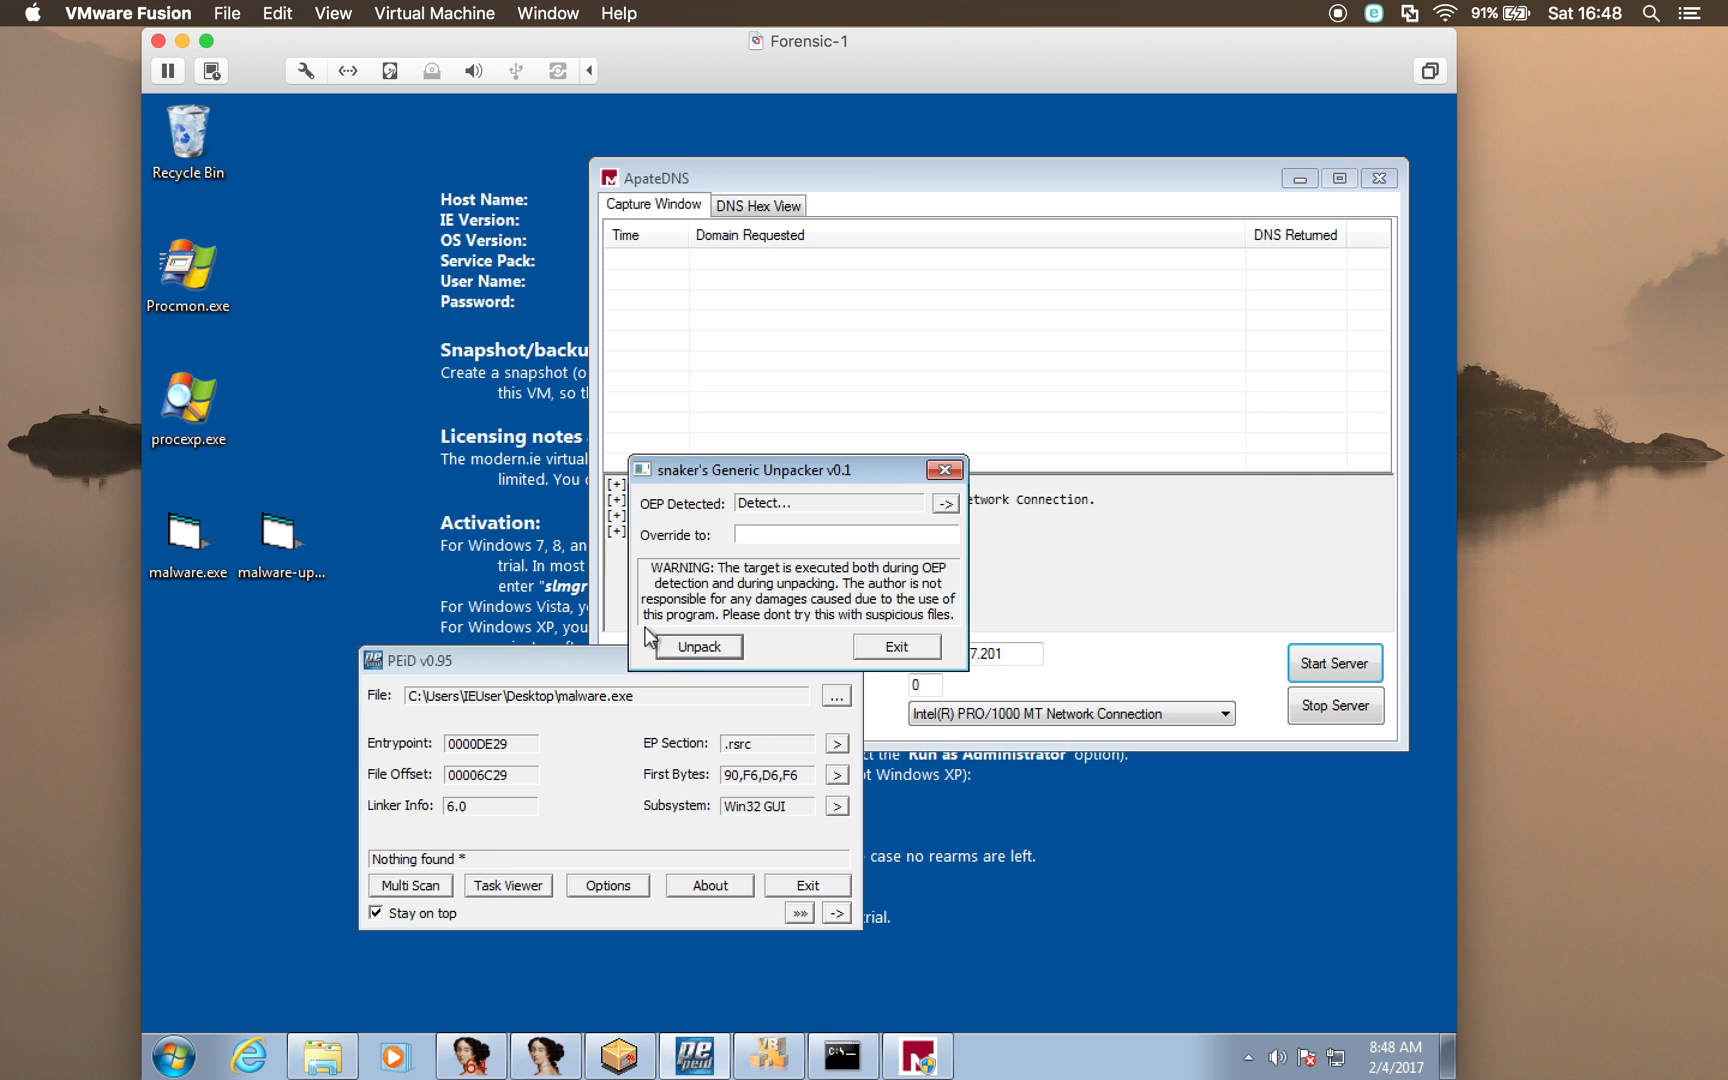 VMware Fusion File Edit View Virtual Machine Window Help
91% Sat 16:48
Forensic-1
Recycle Bin
Procmon.exe
procexp.exe
malware.exe malware-up...
Host Name:
IE Version:
OS Version:
Service Pack:
User Name:
Password:
Snapshot/backu
Create a snapshot (o
this VM, so t
Licensing notes
The modern.ie virtual
limited. You
Activation:
For Windows 7, 8, an
trial. In most
enter "slmgr
For Windows Vista, y
For Windows XP, you
ct the "Run as Administrator" option).
t Windows XP):
case no rearms are left.
rial.
ApateDNS
Capture Window DNS Hex View
Time Domain Requested DNS Returned
[+]
[+] etwork Connection.
[+]
[+]
7.201
0
Intel(R) PRO/1000 MT Network Connection
Start Server
Stop Server
snaker's Generic Unpacker v0.1
OEP Detected: Detect... ->
Override to:
WARNING: The target is executed both during OEP
detection and during unpacking. The author is not
responsible for any damages caused due to the use of
this program. Please dont try this with suspicious files.
Unpack Exit
PEiD v0.95
File: C:\Users\IEUser\Desktop\malware.exe ...
Entrypoint: 0000DE29 EP Section: .rsrc >
File Offset: 00006C29 First Bytes: 90,F6,D6,F6 >
Linker Info: 6.0 Subsystem: Win32 GUI >
Nothing found *
Multi Scan Task Viewer Options About Exit
Stay on top »» ->
64
C:\_
8:48 AM
2/4/2017